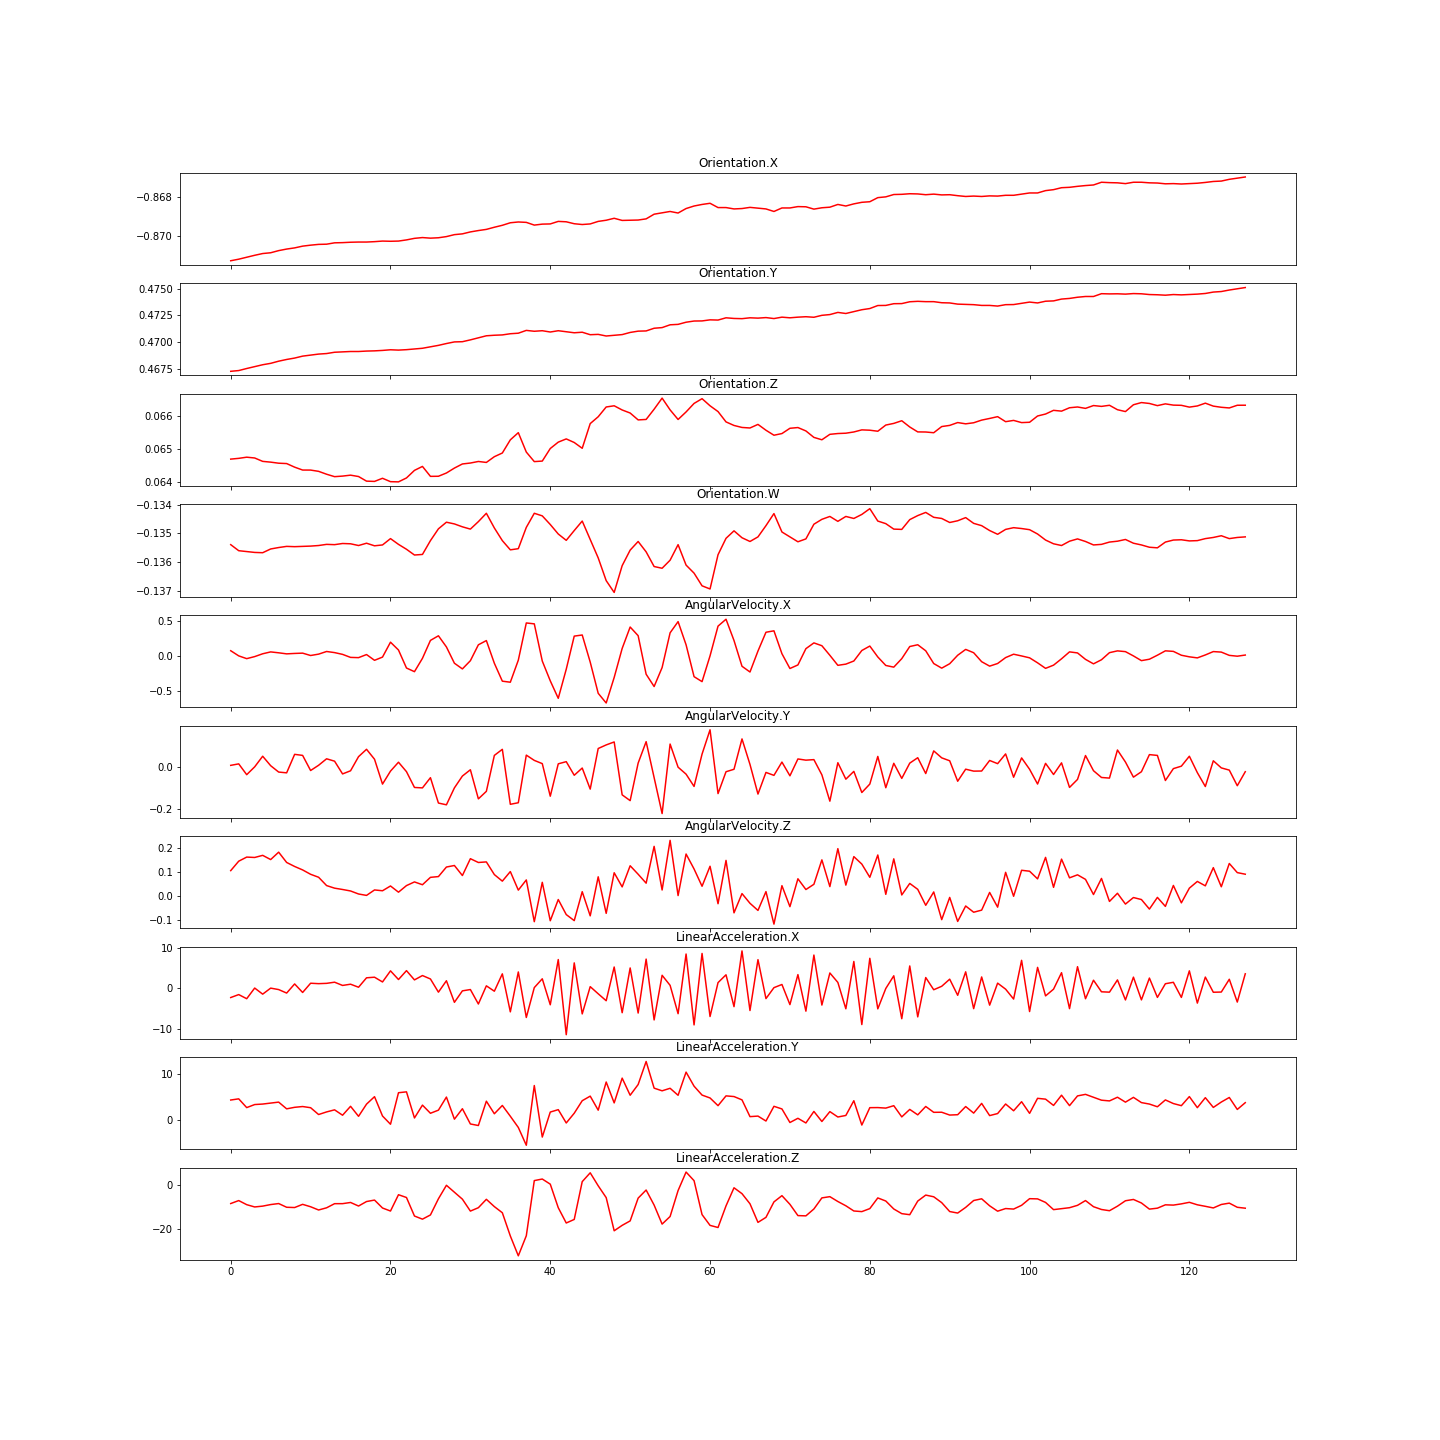 Orientation.X
−0.868
−0.870
Orientation.Y
0.4750
0.4725
0.4700
0.4675
Orientation.Z
0.066
0.065
0.064
Orientation.W
−0.134
−0.135
−0.136
−0.137
AngularVelocity.X
0.5
0.0
−0.5
AngularVelocity.Y
0.0
−0.2
AngularVelocity.Z
0.2
0.1
0.0
−0.1
LinearAcceleration.X
10
0
−10
LinearAcceleration.Y
10
0
LinearAcceleration.Z
0
−20
0 20 40 60 80 100 120